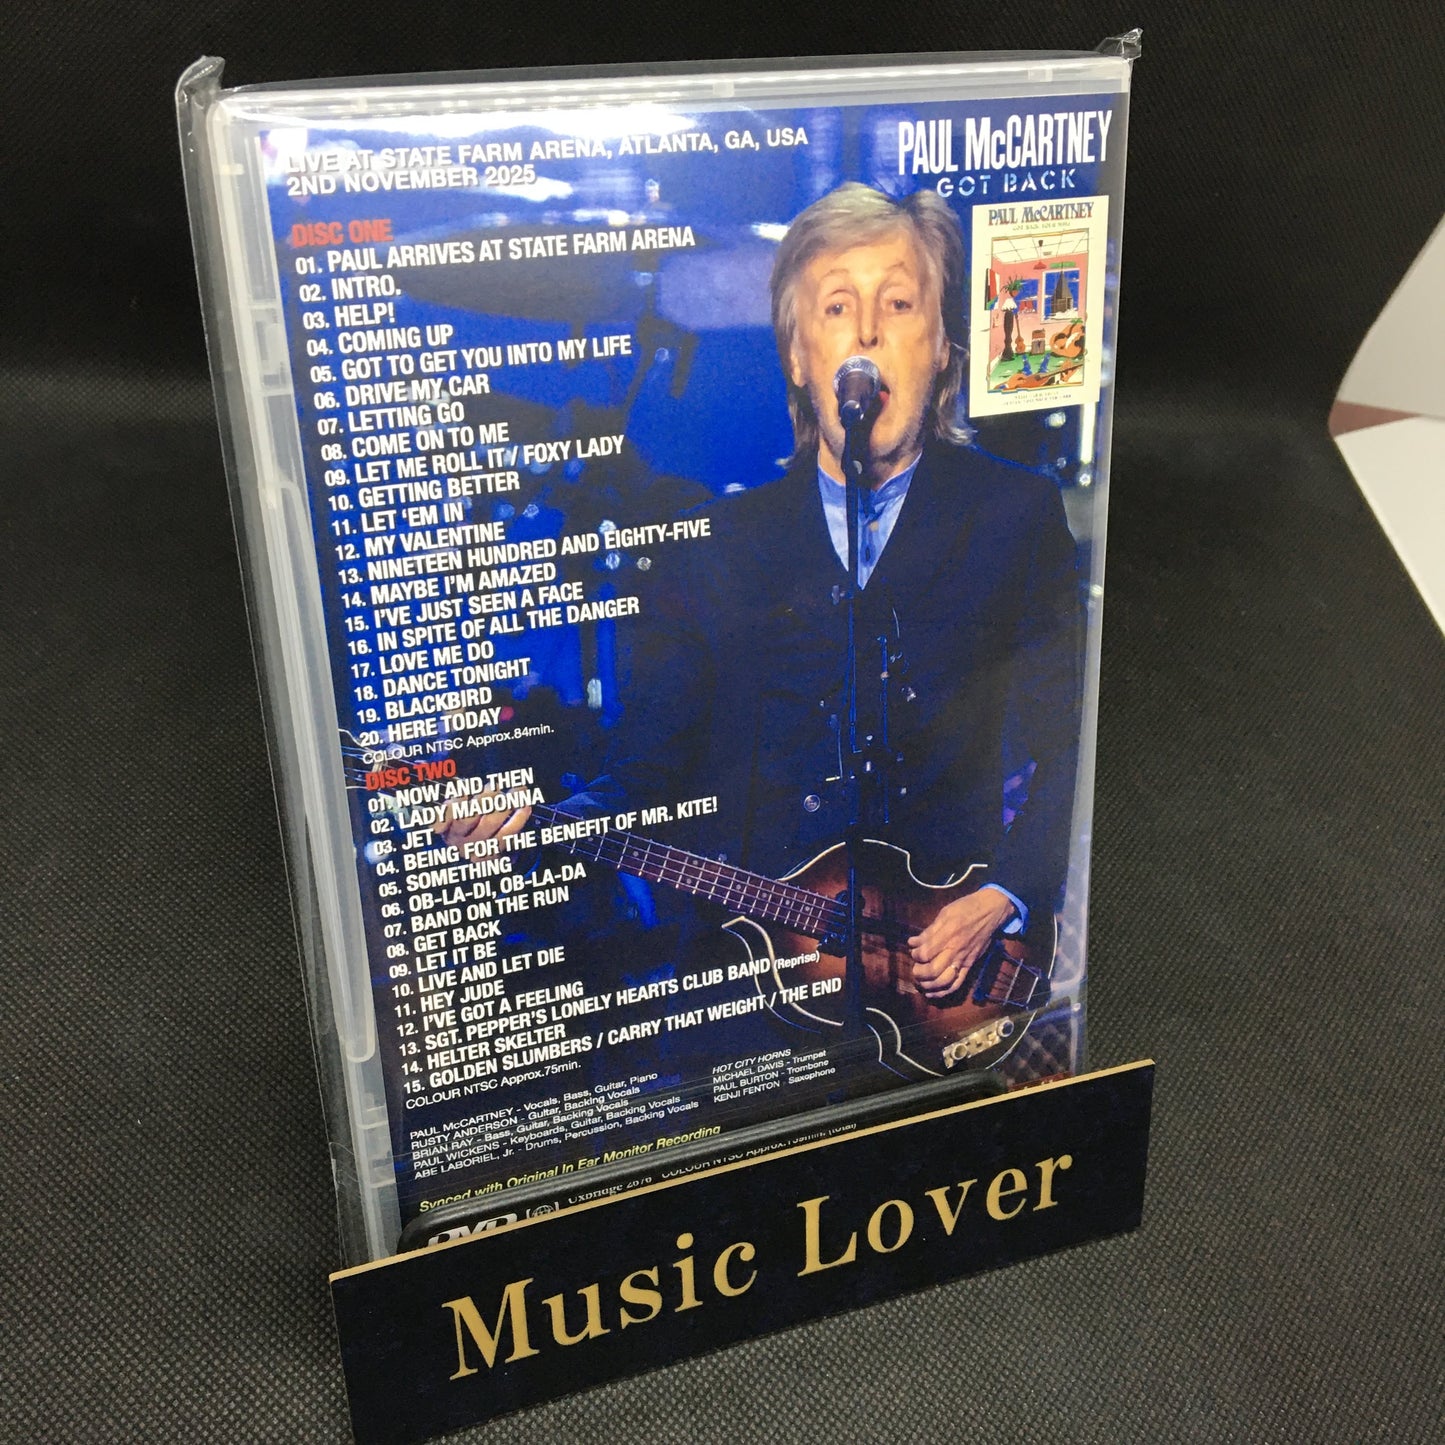 LIVE AT STATE FARM ARENA, ATLANTA, GA, USA
2ND NOVEMBER 2025
PAUL McCARTNEY
GOT BACK
PAUL McCARTNEY
DISC ONE
01. PAUL ARRIVES AT STATE FARM ARENA
02. INTRO.
03. HELP!
04. COMING UP
05. GOT TO GET YOU INTO MY LIFE
06. DRIVE MY CAR
07. LETTING GO
08. COME ON TO ME
09. LET ME ROLL IT / FOXY LADY
10. GETTING BETTER
11. LET ‘EM IN
12. MY VALENTINE
13. NINETEEN HUNDRED AND EIGHTY-FIVE
14. MAYBE I'M AMAZED
15. I'VE JUST SEEN A FACE
16. IN SPITE OF ALL THE DANGER
17. LOVE ME DO
18. DANCE TONIGHT
19. BLACKBIRD
20. HERE TODAY
COLOUR NTSC Approx.84min.
DISC TWO
01. NOW AND THEN
02. LADY MADONNA
03. JET
04. BEING FOR THE BENEFIT OF MR. KITE!
05. SOMETHING
06. OB-LA-DI, OB-LA-DA
07. BAND ON THE RUN
08. GET BACK
09. LET IT BE
10. LIVE AND LET DIE
11. HEY JUDE
12. I'VE GOT A FEELING
13. SGT. PEPPER'S LONELY HEARTS CLUB BAND (Reprise)
14. HELTER SKELTER
15. GOLDEN SLUMBERS / CARRY THAT WEIGHT / THE END
COLOUR NTSC Approx.75min.
PAUL McCARTNEY - Vocals, Bass, Guitar, Piano
RUSTY ANDERSON - Guitar, Backing Vocals
BRIAN RAY - Bass, Guitar, Backing Vocals
PAUL WICKENS - Keyboards, Guitar, Backing Vocals
ABE LABORIEL, Jr. - Drums, Percussion, Backing Vocals
HOT CITY HORNS
MICHAEL DAVIS - Trumpet
PAUL BURTON - Trombone
KENJI FENTON - Saxophone
Synced with Original In Ear Monitor Recording
DVD Uxbridge 2676 COLOUR NTSC Approx.159min. (total)
Music Lover